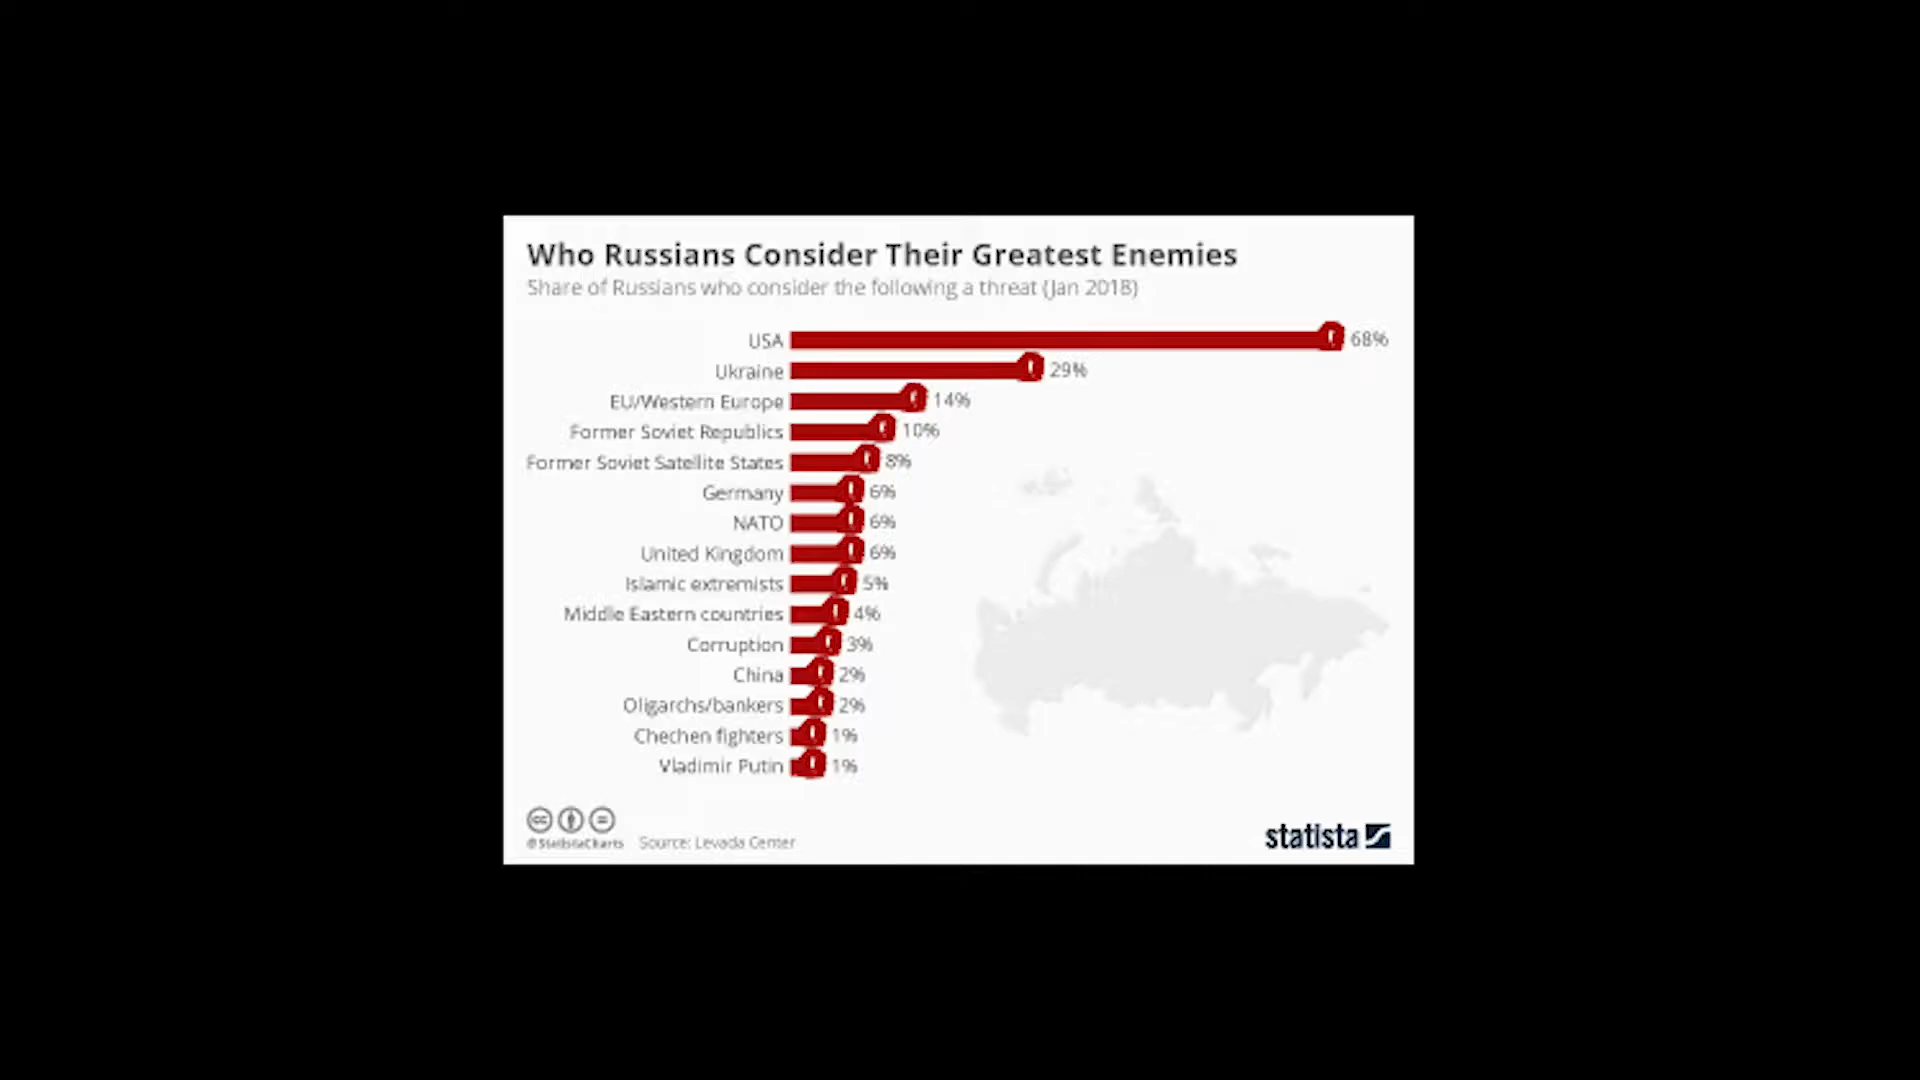 Who Russians Consider Their Greatest Enemies
Share of Russians who consider the following a threat (Jan 2018)
USA 68%
Ukraine 29%
EU/Western Europe 14%
Former Soviet Republics 10%
Former Soviet Satellite States 8%
Germany 6%
NATO 6%
United Kingdom 6%
Islamic extremists 5%
Middle Eastern countries 4%
Corruption 3%
China 2%
Oligarchs/bankers 2%
Chechen fighters 1%
Vladimir Putin 1%
@StatistaCharts Source: Levada Center
statista